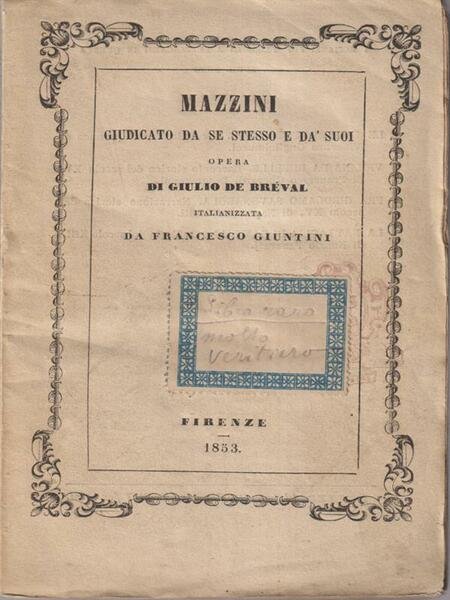 MAZZINI
GIUDICATO DA SE STESSO E DA' SUOI
OPERA
DI GIULIO DE BRÉVAL
ITALIANIZZATA
DA FRANCESCO GIUNTINI
Libro raro
molto
veritiero
FIRENZE
1853.